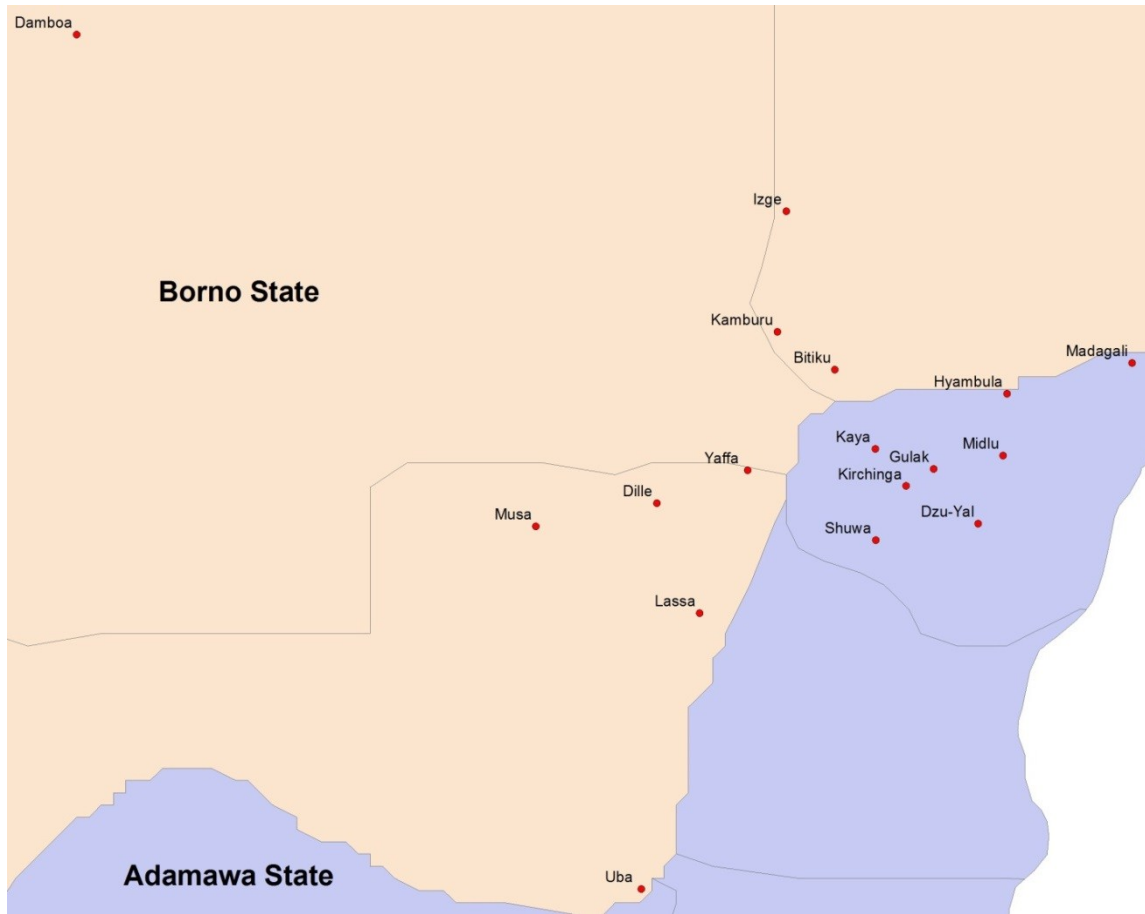 Damboa
Izge
Borno State
Kamburu
Bitiku
Madagali
Hyambula
Kaya
Midlu
Gulak
Yaffa
Kirchinga
Dille
Dzu-Yal
Musa
Shuwa
Lassa
Adamawa State
Uba